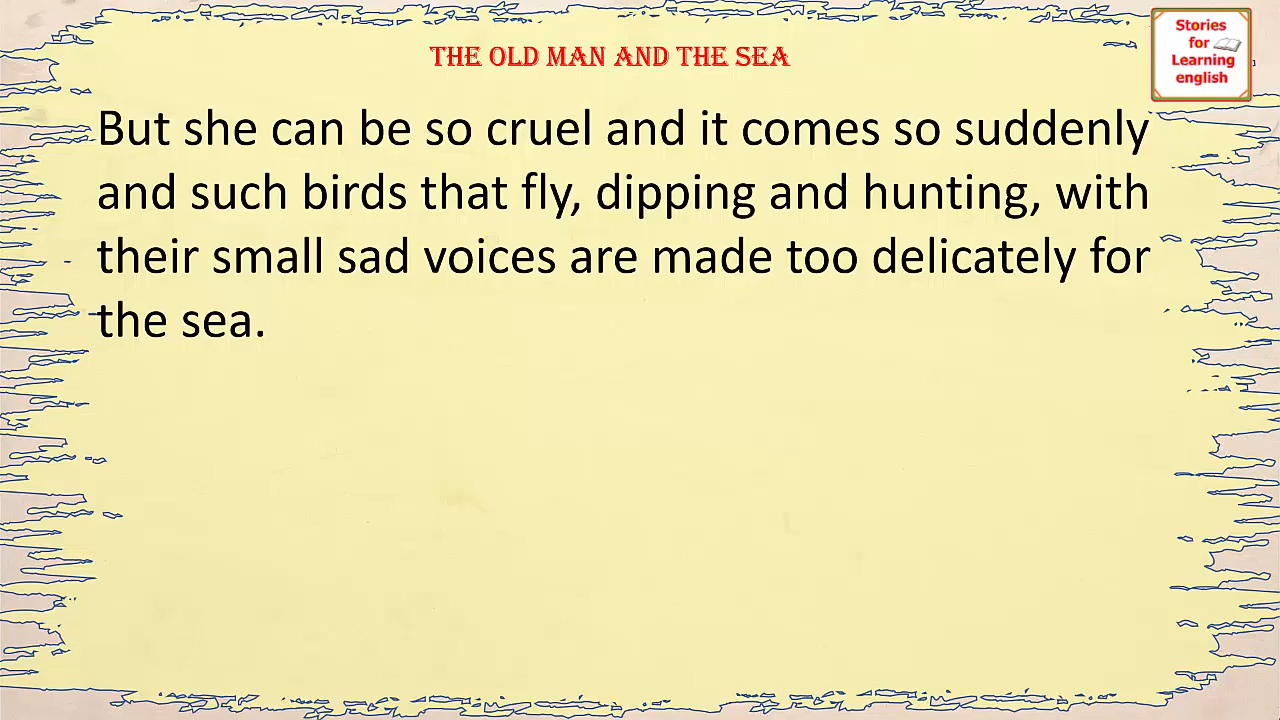 THE OLD MAN AND THE SEA
Stories
for
Learning
english
But she can be so cruel and it comes so suddenly
and such birds that fly, dipping and hunting, with
their small sad voices are made too delicately for
the sea.